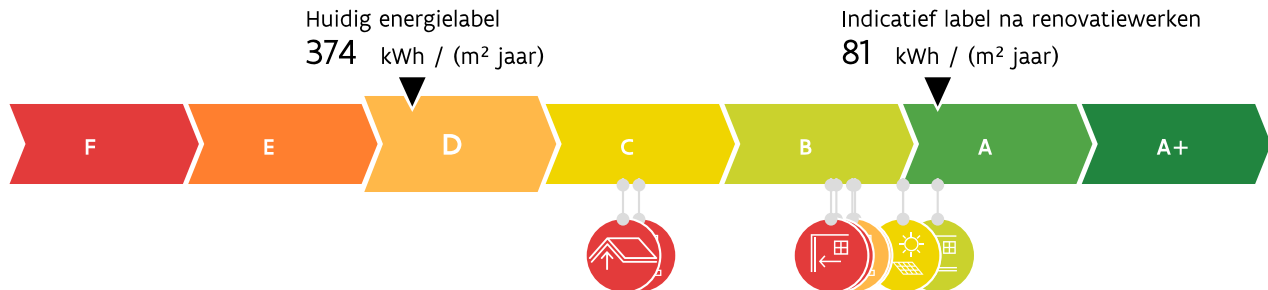 Huidig energielabel
374 kWh / (m² jaar)
Indicatief label na renovatiewerken
81 kWh / (m² jaar)
F E D C B A A+